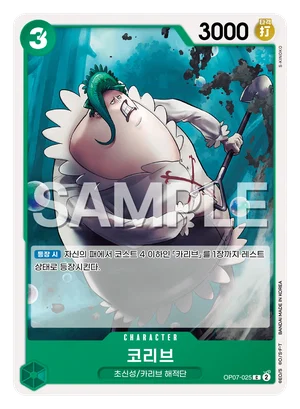 3
3000
打
SAMPLE
등장 시 자신의 패에서 코스트 4 이하인 「카리브」를 1장까지 레스트
상태로 등장시킨다.
CHARACTER
코리브
초신성/카리브 해적단
OP07-025 C 2